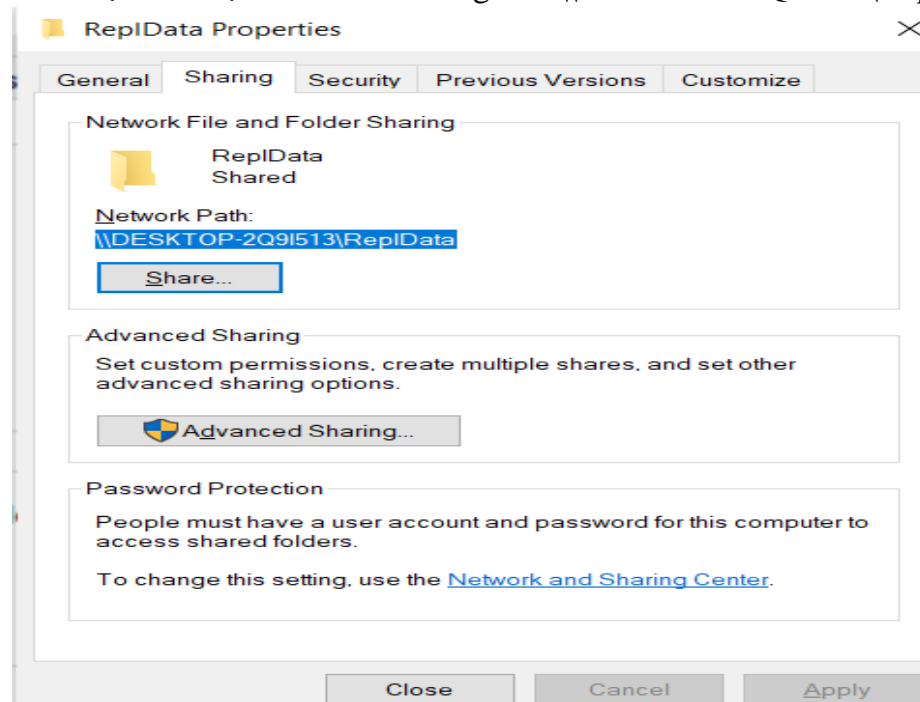 RepIData Properties
General Sharing Security Previous Versions Customize
Network File and Folder Sharing
ReplData
Shared
Network Path:
\\DESKTOP-2Q9I513\ReplData
Share...
Advanced Sharing
Set custom permissions, create multiple shares, and set other
advanced sharing options.
Advanced Sharing...
Password Protection
People must have a user account and password for this computer to
access shared folders.
To change this setting, use the Network and Sharing Center.
Close Cancel Apply